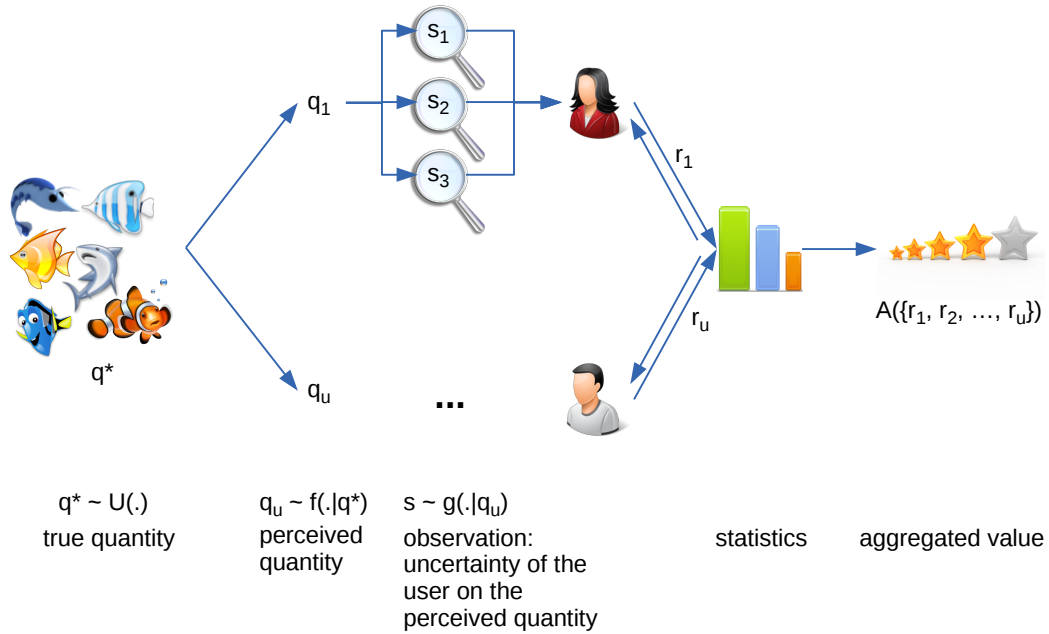 s₁
q₁
s₂
r₁
s₃
A({r₁, r₂, …, rᵤ})
rᵤ
q*
qᵤ
...
q* ~ U(.)
qᵤ ~ f(.|q*)
s ~ g(.|qᵤ)
true quantity
perceived
quantity
observation:
uncertainty of the
user on the
perceived quantity
statistics
aggregated value